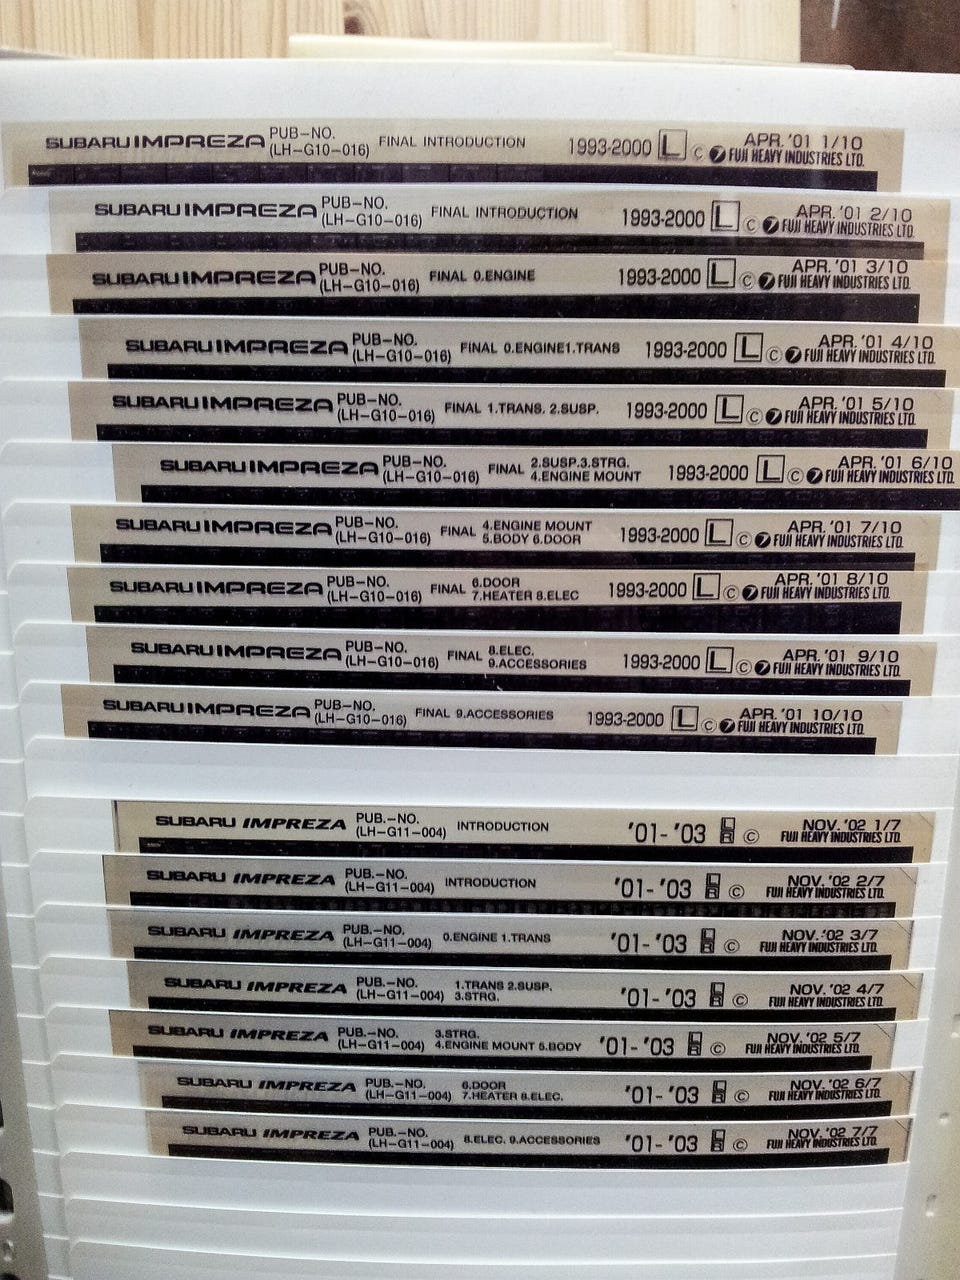 SUBARU IMPREZA PUB-NO. (LH-G10-016) FINAL INTRODUCTION 1993-2000 L © APR. '01 1/10 FUJI HEAVY INDUSTRIES LTD.
SUBARU IMPREZA PUB-NO. (LH-G10-016) FINAL INTRODUCTION 1993-2000 L © APR. '01 2/10 FUJI HEAVY INDUSTRIES LTD.
SUBARU IMPREZA PUB-NO. (LH-G10-016) FINAL 0.ENGINE 1993-2000 L © APR. '01 3/10 FUJI HEAVY INDUSTRIES LTD.
SUBARU IMPREZA PUB-NO. (LH-G10-016) FINAL 0.ENGINE1.TRANS 1993-2000 L © APR. '01 4/10 FUJI HEAVY INDUSTRIES LTD.
SUBARU IMPREZA PUB-NO. (LH-G10-016) FINAL 1.TRANS. 2.SUSP. 1993-2000 L © APR. '01 5/10 FUJI HEAVY INDUSTRIES LTD.
SUBARU IMPREZA PUB-NO. (LH-G10-016) FINAL 2.SUSP.3.STRG. 4.ENGINE MOUNT 1993-2000 L © APR. '01 6/10 FUJI HEAVY INDUSTRIES LTD.
SUBARU IMPREZA PUB-NO. (LH-G10-016) FINAL 4.ENGINE MOUNT 5.BODY 6.DOOR 1993-2000 L © APR. '01 7/10 FUJI HEAVY INDUSTRIES LTD.
SUBARU IMPREZA PUB-NO. (LH-G10-016) FINAL 6.DOOR 7.HEATER 8.ELEC 1993-2000 L © APR. '01 8/10 FUJI HEAVY INDUSTRIES LTD.
SUBARU IMPREZA PUB-NO. (LH-G10-016) FINAL 8.ELEC. 9.ACCESSORIES 1993-2000 L © APR. '01 9/10 FUJI HEAVY INDUSTRIES LTD.
SUBARU IMPREZA PUB-NO. (LH-G10-016) FINAL 9.ACCESSORIES 1993-2000 L © APR. '01 10/10 FUJI HEAVY INDUSTRIES LTD.
SUBARU IMPREZA PUB.-NO. (LH-G11-004) INTRODUCTION '01-'03 L R © NOV. '02 1/7 FUJI HEAVY INDUSTRIES LTD.
SUBARU IMPREZA PUB.-NO. (LH-G11-004) INTRODUCTION '01-'03 L R © NOV. '02 2/7 FUJI HEAVY INDUSTRIES LTD.
SUBARU IMPREZA PUB.-NO. (LH-G11-004) 0.ENGINE 1.TRANS '01-'03 L R © NOV. '02 3/7 FUJI HEAVY INDUSTRIES LTD.
SUBARU IMPREZA PUB.-NO. (LH-G11-004) 1.TRANS 2.SUSP. 3.STRG. '01-'03 L R © NOV. '02 4/7 FUJI HEAVY INDUSTRIES LTD.
SUBARU IMPREZA PUB.-NO. (LH-G11-004) 3.STRG. 4.ENGINE MOUNT 5.BODY '01-'03 L R © NOV. '02 5/7 FUJI HEAVY INDUSTRIES LTD.
SUBARU IMPREZA PUB.-NO. (LH-G11-004) 6.DOOR 7.HEATER 8.ELEC. '01-'03 L R © NOV. '02 6/7 FUJI HEAVY INDUSTRIES LTD.
SUBARU IMPREZA PUB.-NO. (LH-G11-004) 8.ELEC. 9.ACCESSORIES '01-'03 L R © NOV. '02 7/7 FUJI HEAVY INDUSTRIES LTD.